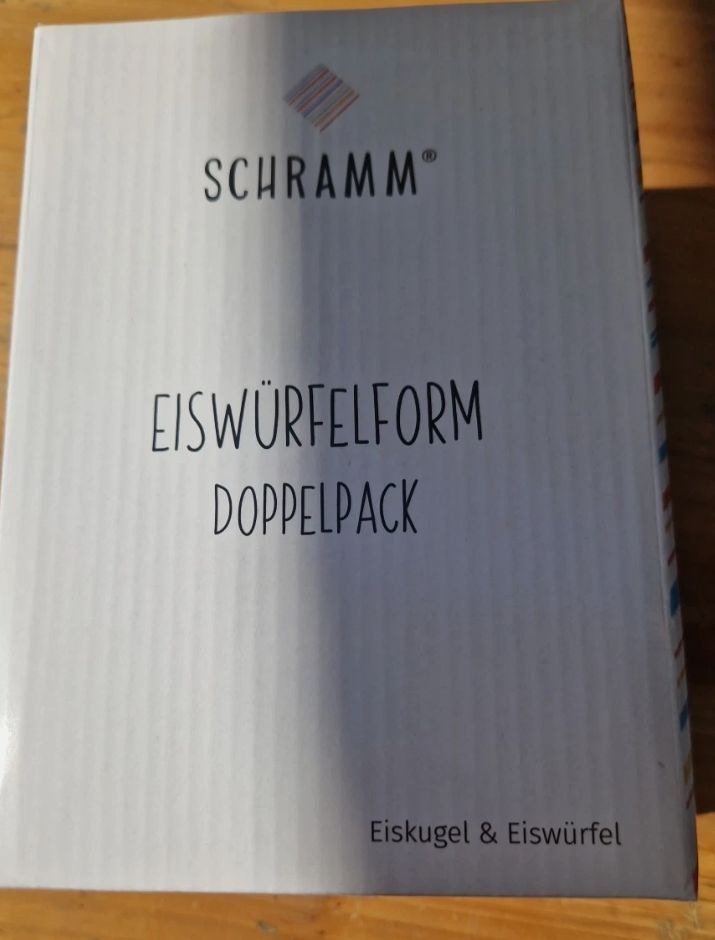 SCHRAMM®
EISWÜRFELFORM
DOPPELPACK
Eiskugel & Eiswürfel